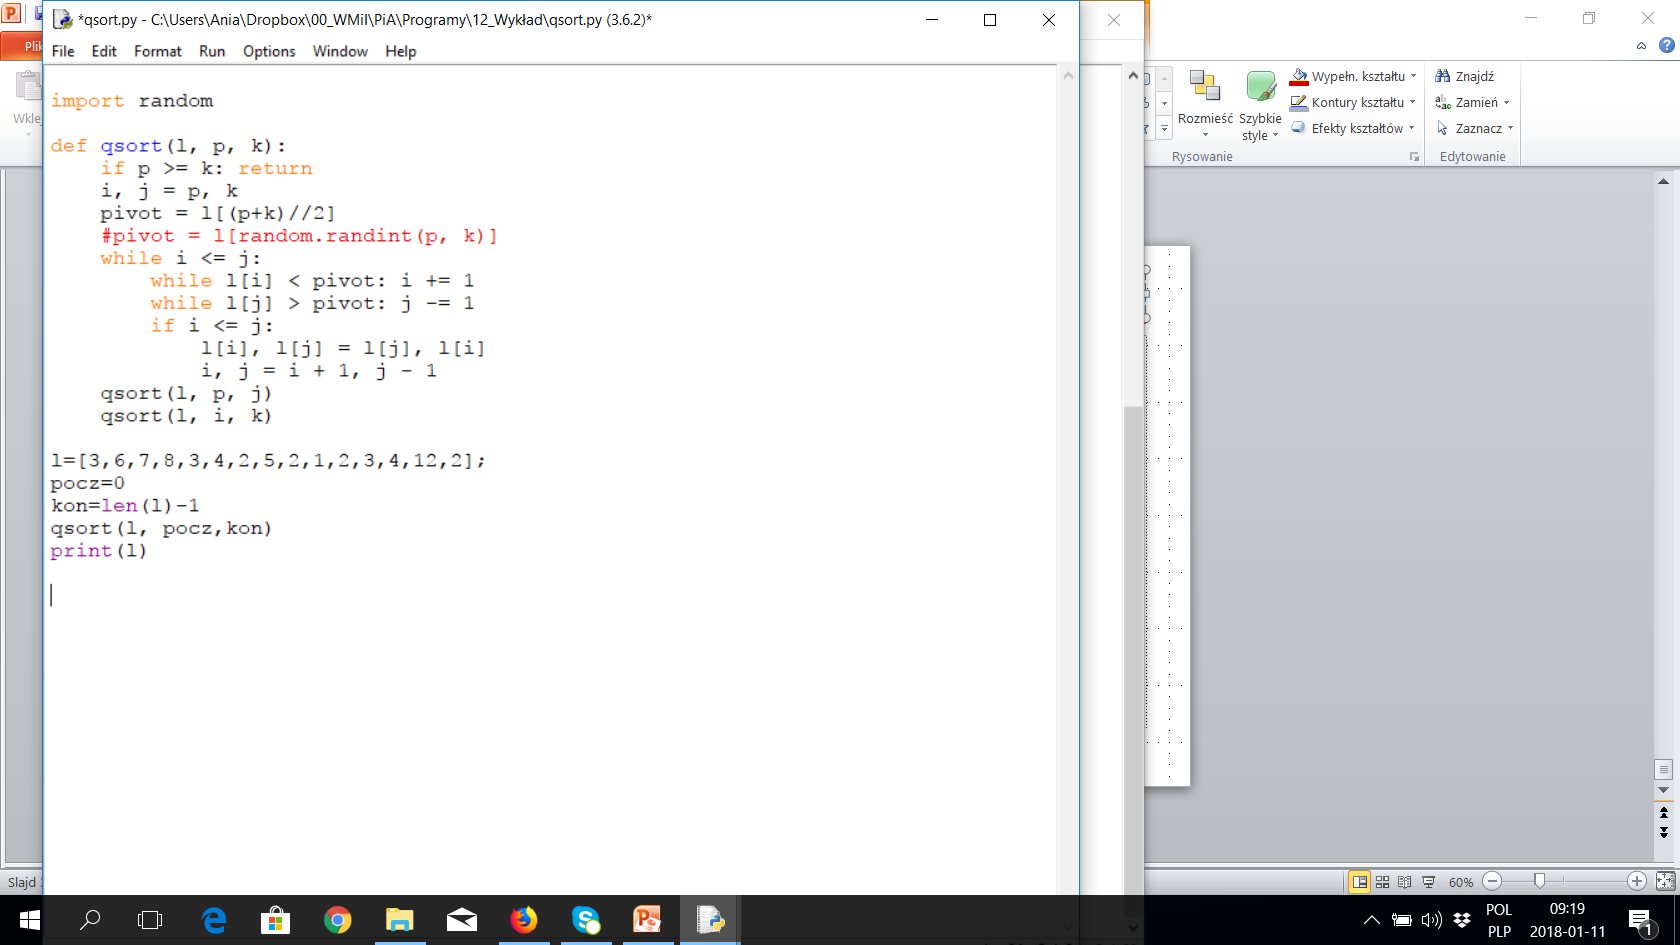 *qsort.py - C:\Users\Ania\Dropbox\00_WMiI\PiA\Programy\12_Wykład\qsort.py (3.6.2)*
File Edit Format Run Options Window Help
import random
def qsort(l, p, k):
    if p >= k: return
    i, j = p, k
    pivot = l[(p+k)//2]
    #pivot = l[random.randint(p, k)]
    while i <= j:
        while l[i] < pivot: i += 1
        while l[j] > pivot: j -= 1
        if i <= j:
            l[i], l[j] = l[j], l[i]
            i, j = i + 1, j - 1
    qsort(l, p, j)
    qsort(l, i, k)
l=[3,6,7,8,3,4,2,5,2,1,2,3,4,12,2];
pocz=0
kon=len(l)-1
qsort(l, pocz,kon)
print(l)
Plik
Wkle
Rozmieść
Szybkie
style
Wypełn. kształtu
Kontury kształtu
Efekty kształtów
Rysowanie
Znajdź
Zamień
Zaznacz
Edytowanie
Slajd
60%
POL
PLP
09:19
2018-01-11
1